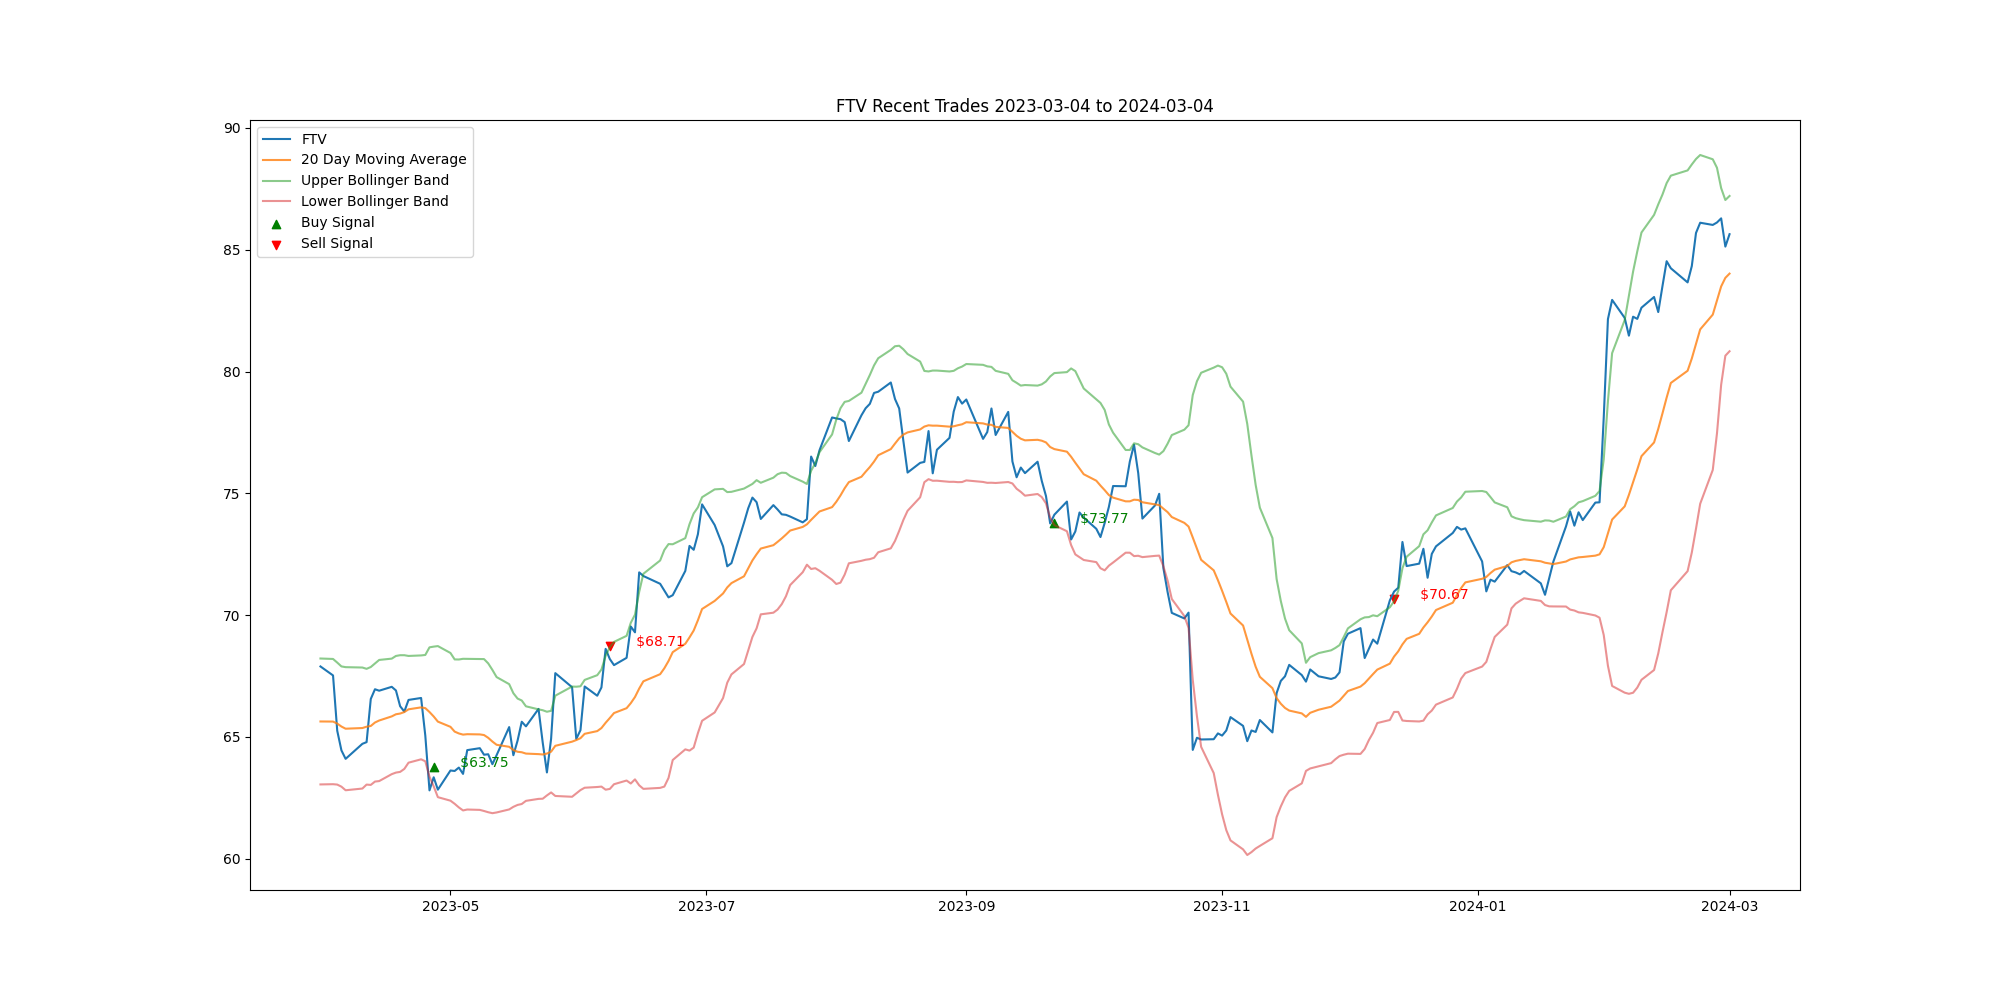 FTV Recent Trades 2023-03-04 to 2024-03-04
90
85
80
75
70
65
60
FTV
20 Day Moving Average
Upper Bollinger Band
Lower Bollinger Band
Buy Signal
Sell Signal
$63.75
$68.71
$73.77
$70.67
2023-05
2023-07
2023-09
2023-11
2024-01
2024-03